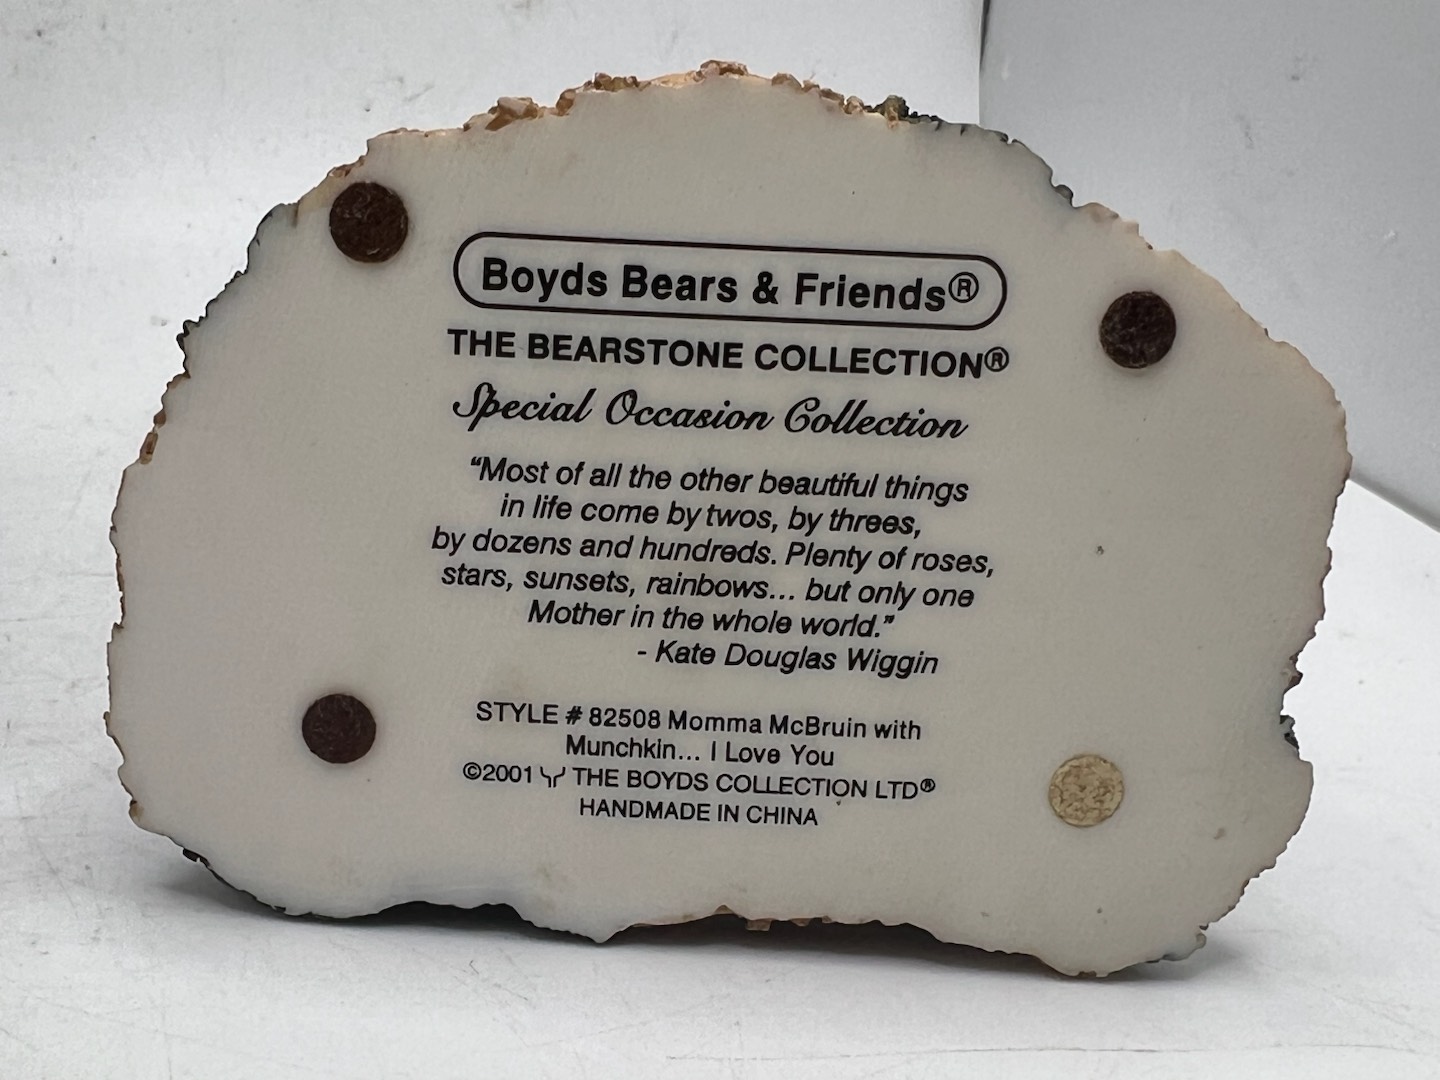 Boyds Bears & Friends®
THE BEARSTONE COLLECTION®
Special Occasion Collection
“Most of all the other beautiful things
in life come by twos, by threes,
by dozens and hundreds. Plenty of roses,
stars, sunsets, rainbows... but only one
Mother in the whole world.”
- Kate Douglas Wiggin
STYLE # 82508 Momma McBruin with
Munchkin... I Love You
©2001 THE BOYDS COLLECTION LTD®
HANDMADE IN CHINA